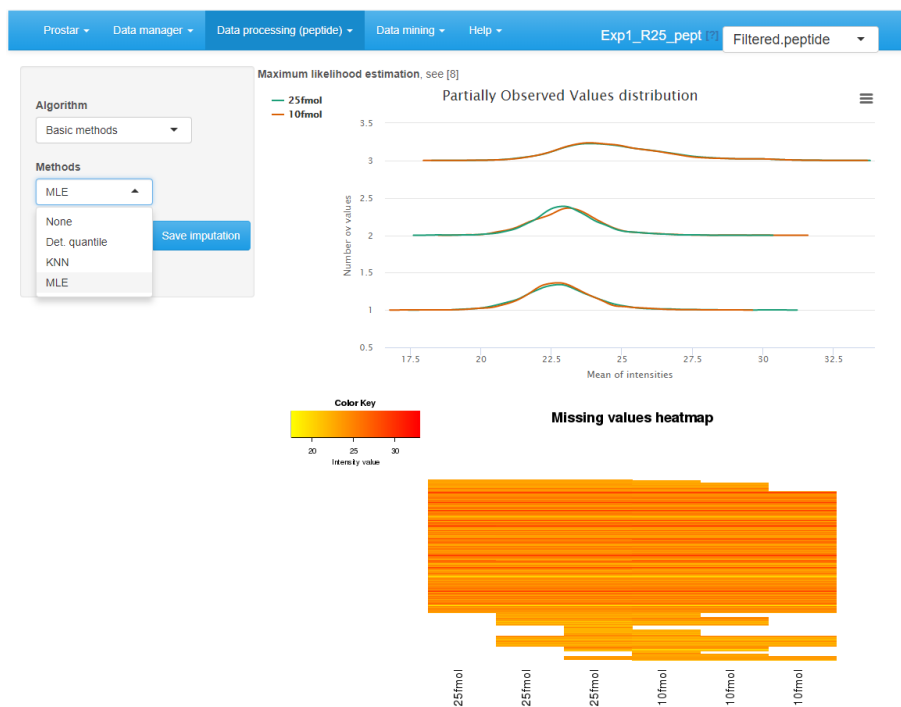 Prostar Data manager Data processing (peptide) Data mining Help Exp1_R25_pept [?] Filtered.peptide
Maximum likelihood estimation, see [8]
Algorithm
Basic methods
Methods
MLE
None
Det. quantile
KNN
MLE
Save imputation
25fmol
10fmol
Partially Observed Values distribution
3.5
3
2.5
2
1.5
1
0.5
Number ov values
17.5 20 22.5 25 27.5 30 32.5
Mean of intensities
Color Key
20 25 30
Intensity value
Missing values heatmap
25fmol
25fmol
25fmol
10fmol
10fmol
10fmol